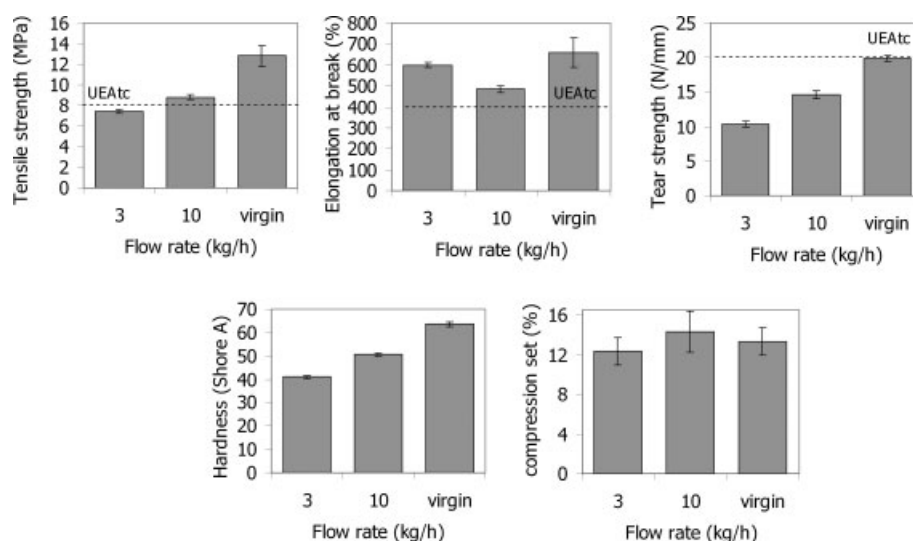 Tensile strength (MPa)
16
14
12
10
8
6
4
2
0
UEAtc
3 10 virgin
Flow rate (kg/h)
Elongation at break (%)
800
700
600
500
400
300
200
100
0
UEAtc
3 10 virgin
Flow rate (kg/h)
Tear strength (N/mm)
25
20
15
10
5
0
UEAtc
3 10 virgin
Flow rate (kg/h)
Hardness (Shore A)
70
60
50
40
30
20
10
0
3 10 virgin
Flow rate (kg/h)
compression set (%)
16
12
8
4
0
3 10 virgin
Flow rate (kg/h)